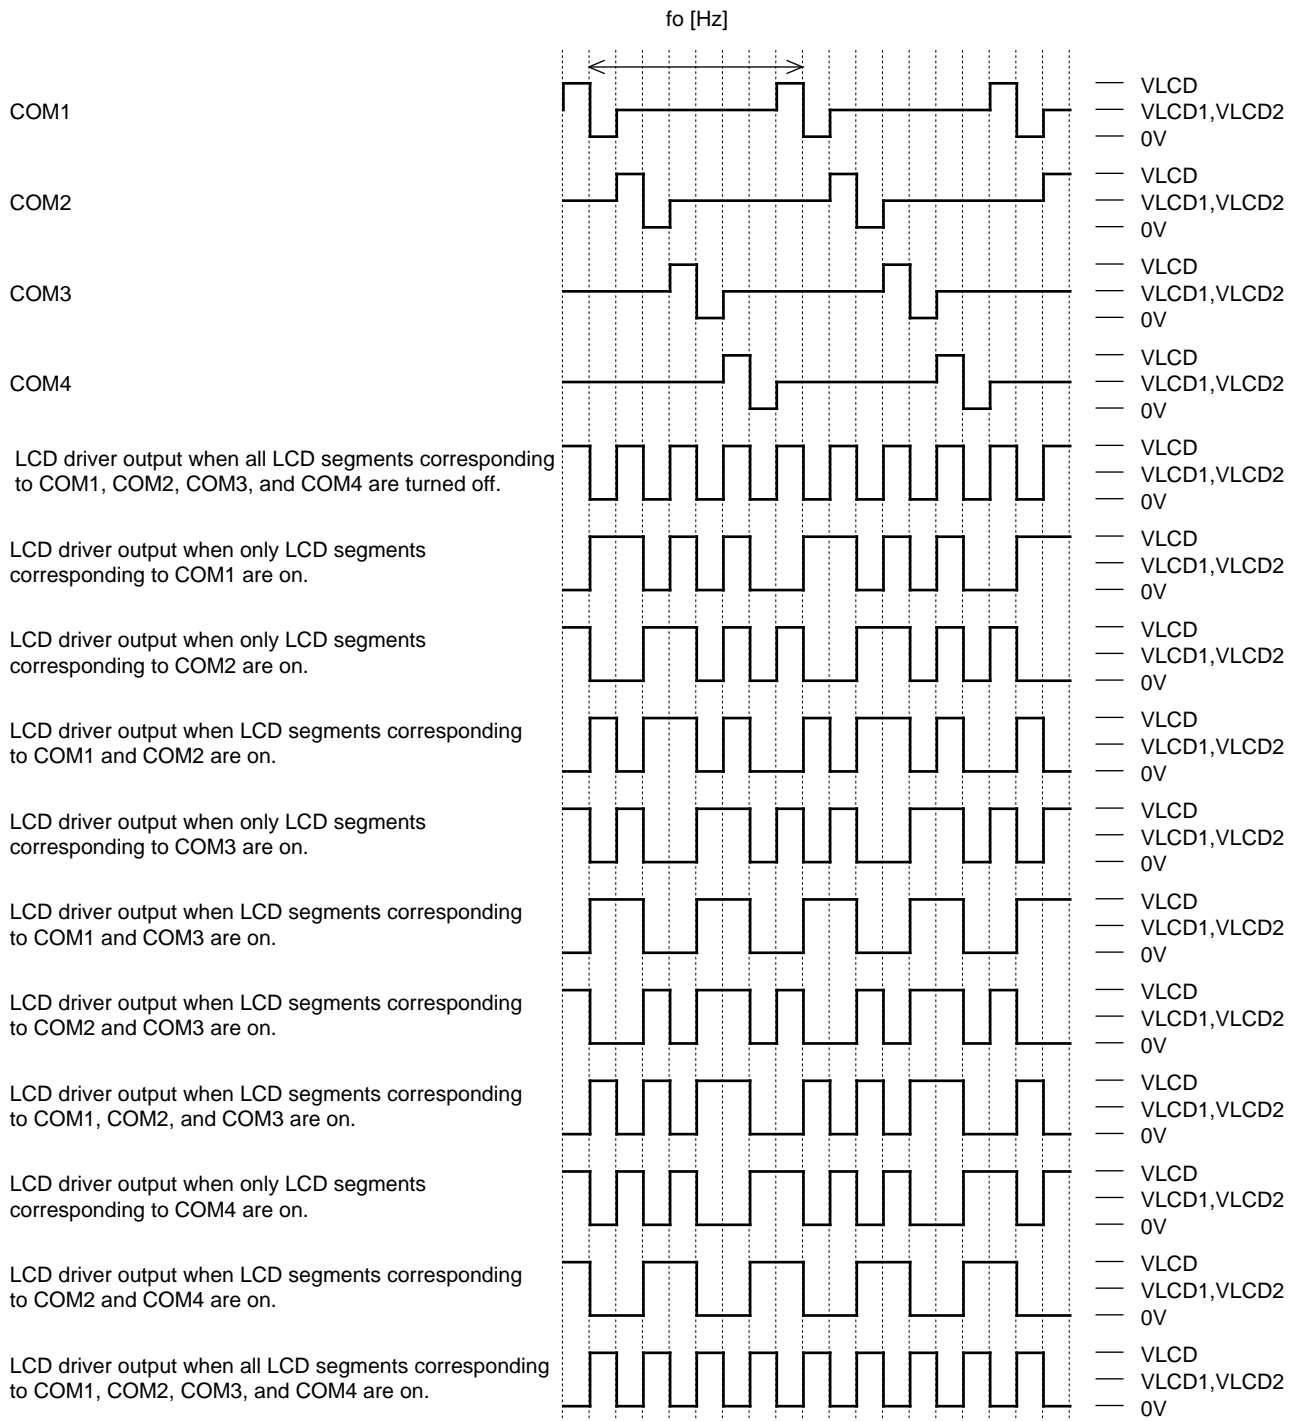 fo [Hz]
COM1
VLCD
VLCD1,VLCD2
0V
COM2
VLCD
VLCD1,VLCD2
0V
COM3
VLCD
VLCD1,VLCD2
0V
COM4
VLCD
VLCD1,VLCD2
0V
LCD driver output when all LCD segments corresponding
to COM1, COM2, COM3, and COM4 are turned off.
VLCD
VLCD1,VLCD2
0V
LCD driver output when only LCD segments
corresponding to COM1 are on.
VLCD
VLCD1,VLCD2
0V
LCD driver output when only LCD segments
corresponding to COM2 are on.
VLCD
VLCD1,VLCD2
0V
LCD driver output when LCD segments corresponding
to COM1 and COM2 are on.
VLCD
VLCD1,VLCD2
0V
LCD driver output when only LCD segments
corresponding to COM3 are on.
VLCD
VLCD1,VLCD2
0V
LCD driver output when LCD segments corresponding
to COM1 and COM3 are on.
VLCD
VLCD1,VLCD2
0V
LCD driver output when LCD segments corresponding
to COM2 and COM3 are on.
VLCD
VLCD1,VLCD2
0V
LCD driver output when LCD segments corresponding
to COM1, COM2, and COM3 are on.
VLCD
VLCD1,VLCD2
0V
LCD driver output when only LCD segments
corresponding to COM4 are on.
VLCD
VLCD1,VLCD2
0V
LCD driver output when LCD segments corresponding
to COM2 and COM4 are on.
VLCD
VLCD1,VLCD2
0V
LCD driver output when all LCD segments corresponding
to COM1, COM2, COM3, and COM4 are on.
VLCD
VLCD1,VLCD2
0V